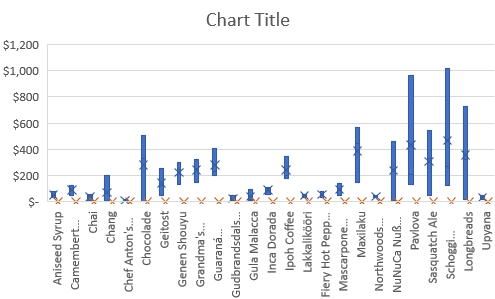 Chart Title
$1,200
$1,000
$800
$600
$400
$200
$-
Aniseed Syrup
Camembert...
Chai
Chang
Chef Anton's...
Chocolade
Geitost
Genen Shouyu
Grandma's...
Guaraná...
Gudbrandsdals...
Gula Malacca
Inca Dorada
Ipoh Coffee
Lakkalikööri
Fiery Hot Pepp...
Mascarpone...
Maxilaku
Northwoods...
NuNuCa Nuß...
Pavlova
Sasquatch Ale
Schoggi...
Longbreads
Upyana